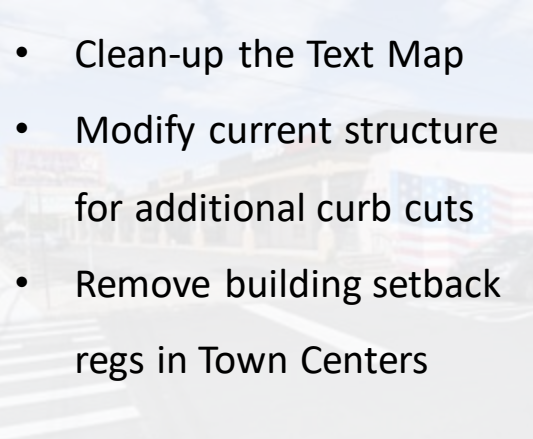 • Clean-up the Text Map
• Modify current structure
for additional curb cuts
• Remove building setback
regs in Town Centers